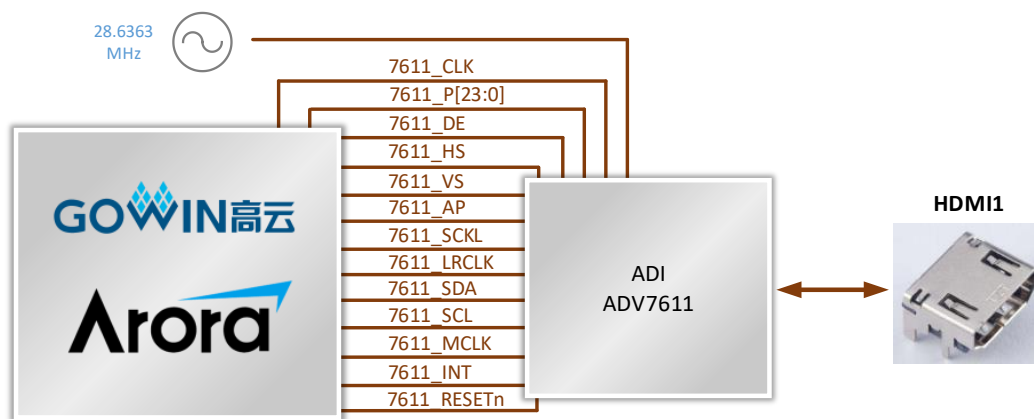 28.6363
MHz
7611_CLK
7611_P[23:0]
7611_DE
7611_HS
7611_VS
7611_AP
7611_SCKL
7611_LRCLK
7611_SDA
7611_SCL
7611_MCLK
7611_INT
7611_RESETn
GOWIN高云
Arora
ADI
ADV7611
HDMI1